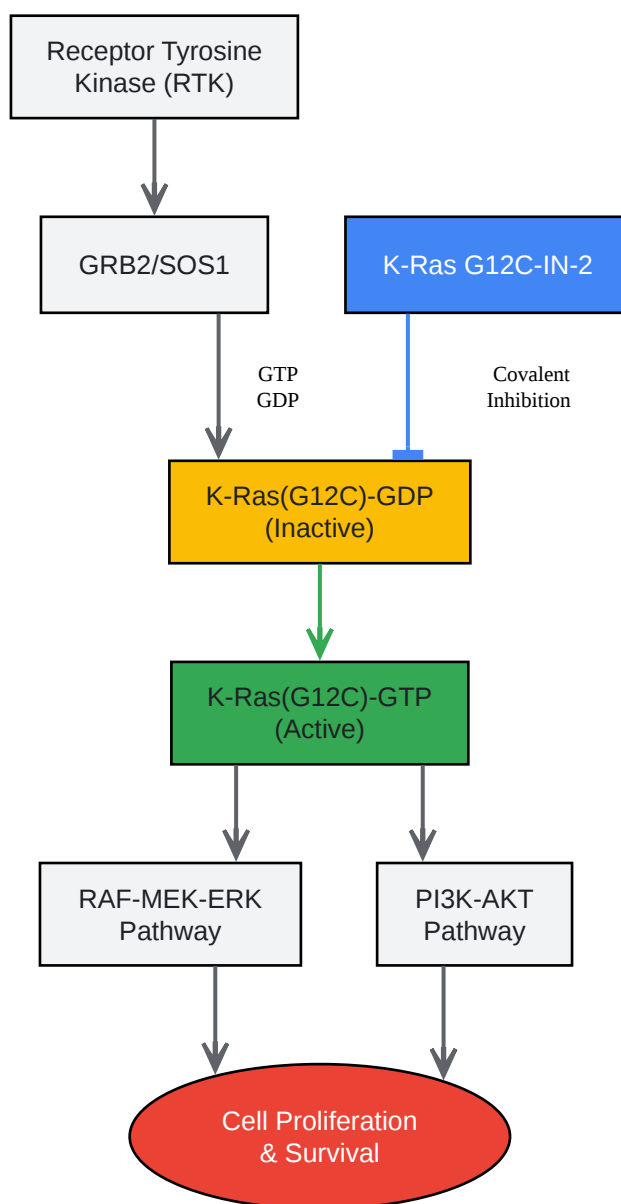 Receptor Tyrosine
Kinase (RTK)
GRB2/SOS1
K-Ras G12C-IN-2
GTP
GDP
Covalent
Inhibition
K-Ras(G12C)-GDP
(Inactive)
K-Ras(G12C)-GTP
(Active)
RAF-MEK-ERK
Pathway
PI3K-AKT
Pathway
Cell Proliferation
& Survival